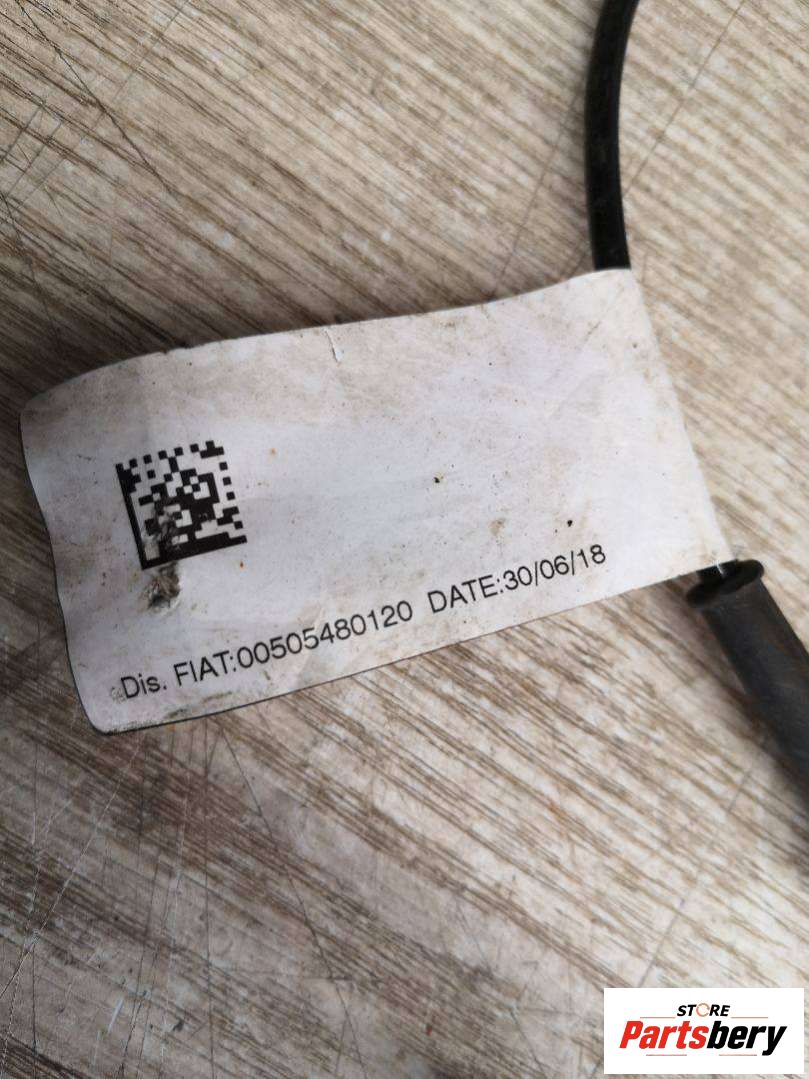 Dis. FIAT:00505480120 DATE:30/06/18
STORE
Partsbery